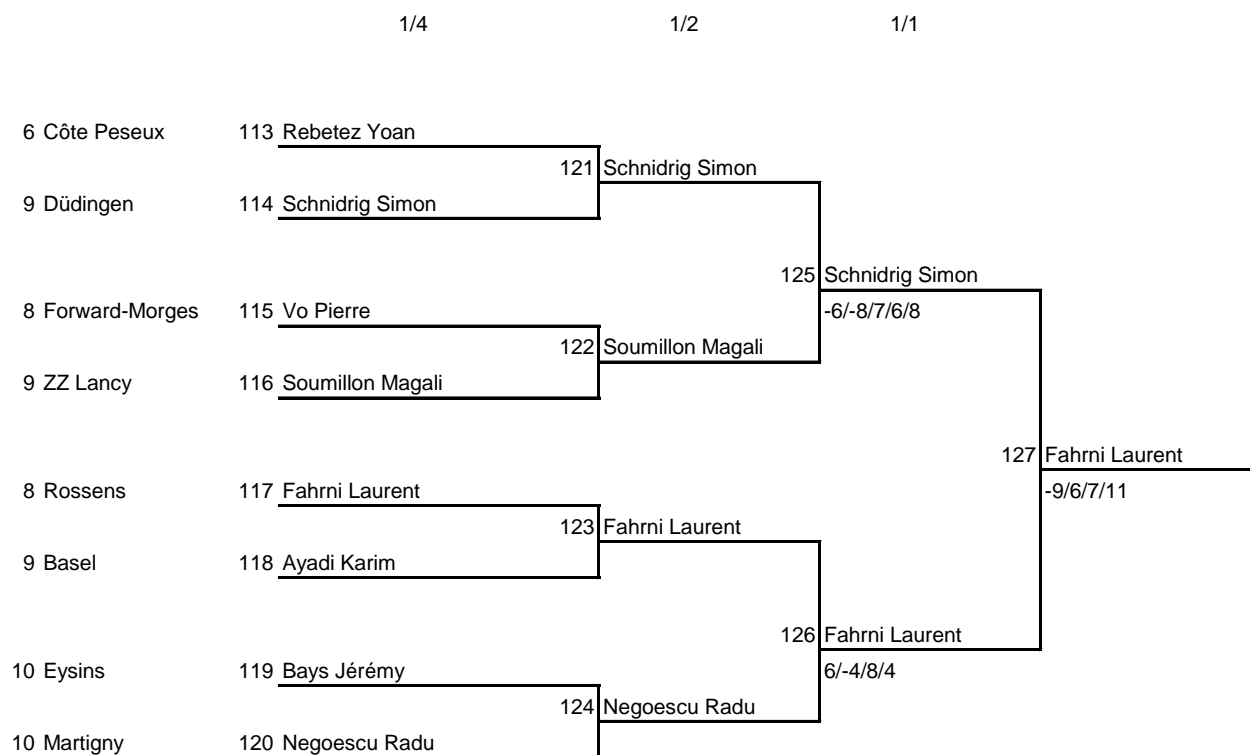 1/4 1/2 1/1
6 Côte Peseux 113 Rebetez Yoan
121 Schnidrig Simon
9 Düdingen 114 Schnidrig Simon
125 Schnidrig Simon
8 Forward-Morges 115 Vo Pierre -6/-8/7/6/8
122 Soumillon Magali
9 ZZ Lancy 116 Soumillon Magali
127 Fahrni Laurent
8 Rossens 117 Fahrni Laurent -9/6/7/11
123 Fahrni Laurent
9 Basel 118 Ayadi Karim
126 Fahrni Laurent
10 Eysins 119 Bays Jérémy 6/-4/8/4
124 Negoescu Radu
10 Martigny 120 Negoescu Radu